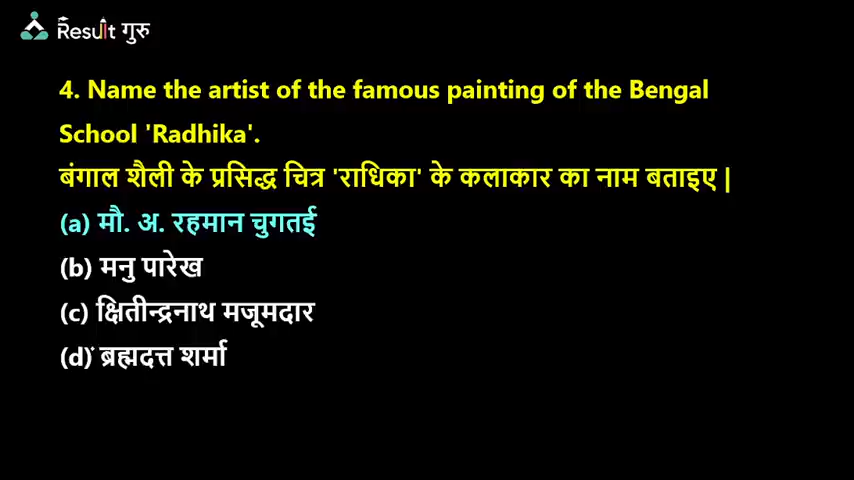 Result गुरु
4. Name the artist of the famous painting of the Bengal
School 'Radhika'.
बंगाल शैली के प्रसिद्ध चित्र 'राधिका' के कलाकार का नाम बताइए |
(a) मौ. अ. रहमान चुगतई
(b) मनु पारेख
(c) क्षितीन्द्रनाथ मजूमदार
(d) ब्रह्मदत्त शर्मा